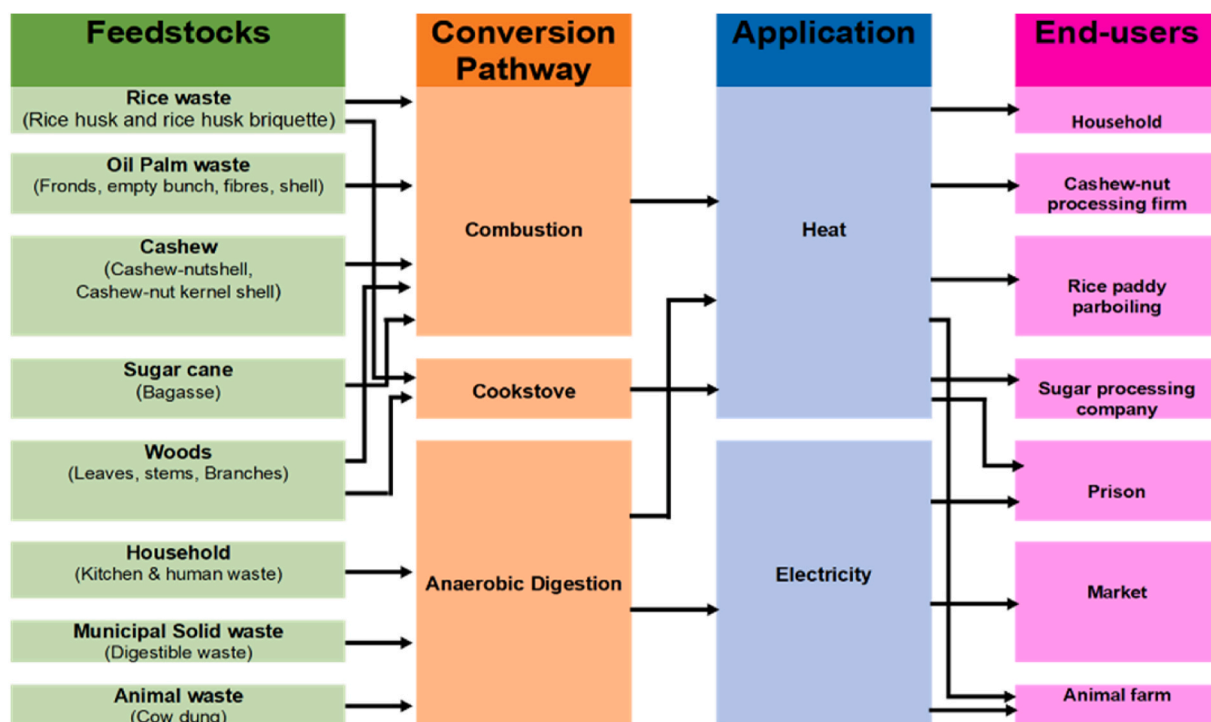 Feedstocks
Rice waste
(Rice husk and rice husk briquette)
Oil Palm waste
(Fronds, empty bunch, fibres, shell)
Cashew
(Cashew-nutshell,
Cashew-nut kernel shell)
Sugar cane
(Bagasse)
Woods
(Leaves, stems, Branches)
Household
(Kitchen & human waste)
Municipal Solid waste
(Digestible waste)
Animal waste
(Cow dung)
Conversion
Pathway
Combustion
Cookstove
Anaerobic Digestion
Application
Heat
Electricity
End-users
Household
Cashew-nut
processing firm
Rice paddy
parboiling
Sugar processing
company
Prison
Market
Animal farm